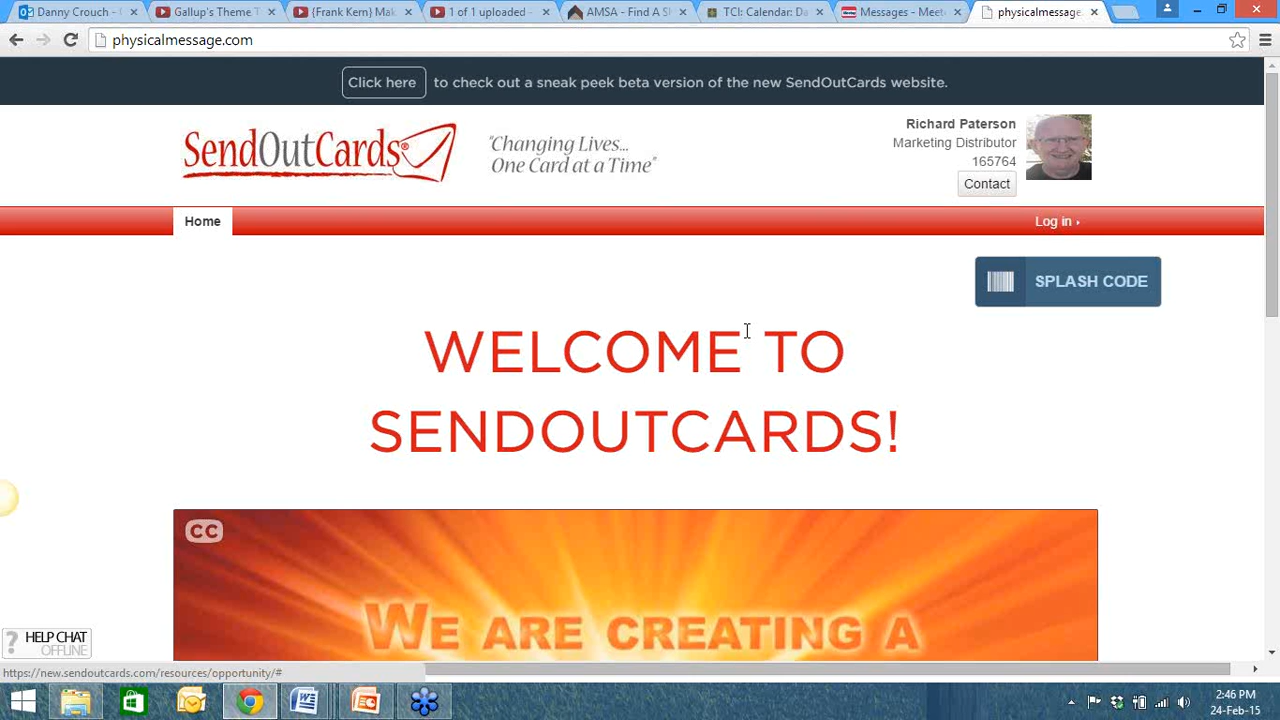 Danny Crouch -
Gallup's Theme T
{Frank Kern} Mak
1 of 1 uploaded -
AMSA - Find A S
TCI: Calendar: Da
Messages - Meet
physicalmessage.
physicalmessage.com
Click here to check out a sneak peek beta version of the new SendOutCards website.
SendOutCards®
"Changing Lives...
One Card at a Time"
Richard Paterson
Marketing Distributor
165764
Contact
Home
Log in ›
SPLASH CODE
WELCOME TO
SENDOUTCARDS!
CC
WE ARE CREATING A
? HELP CHAT
OFFLINE
https://new.sendoutcards.com/resources/opportunity/#
2:46 PM
24-Feb-15